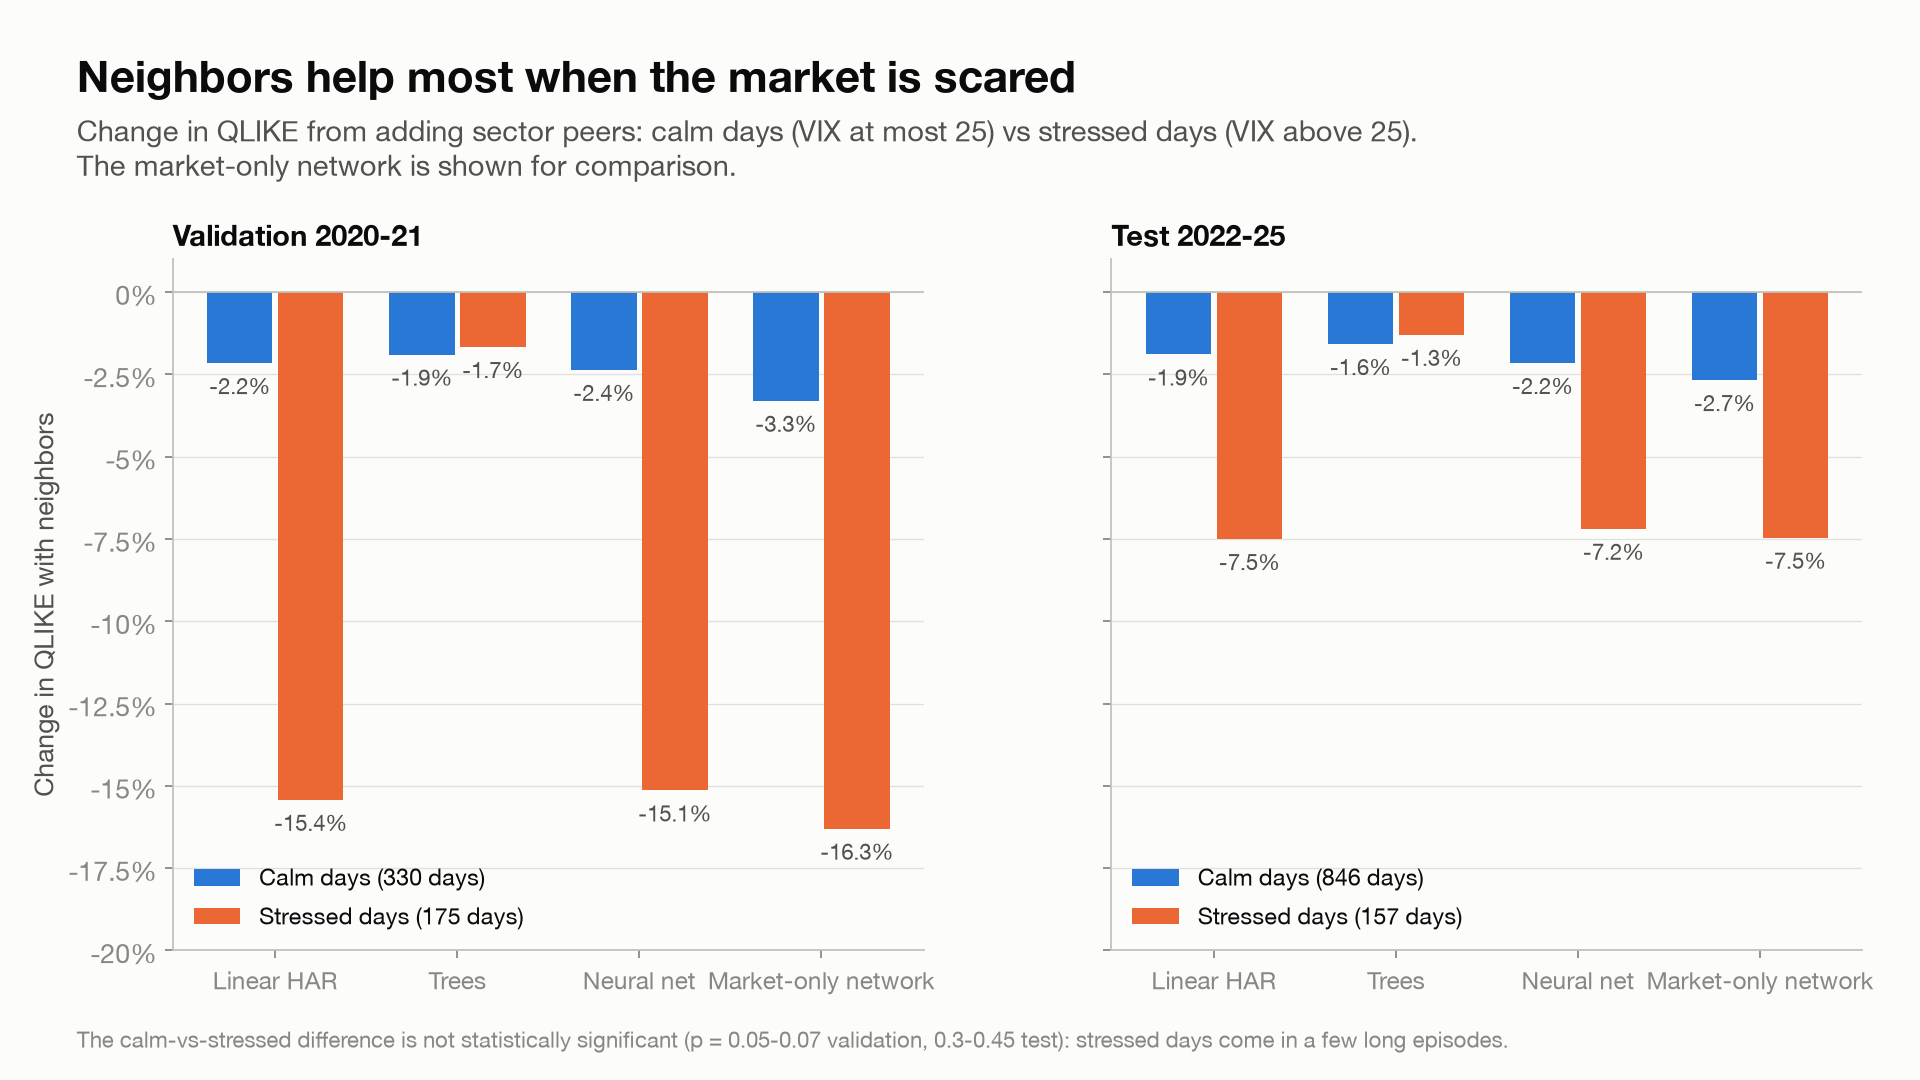 Neighbors help most when the market is scared
Change in QLIKE from adding sector peers: calm days (VIX at most 25) vs stressed days (VIX above 25).
The market-only network is shown for comparison.
Validation 2020-21
Change in QLIKE with neighbors
0%
-2.5%
-5%
-7.5%
-10%
-12.5%
-15%
-17.5%
-20%
-2.2%
-15.4%
-1.9%
-1.7%
-2.4%
-15.1%
-3.3%
-16.3%
Calm days (330 days)
Stressed days (175 days)
Linear HAR
Trees
Neural net
Market-only network
Test 2022-25
-1.9%
-7.5%
-1.6%
-1.3%
-2.2%
-7.2%
-2.7%
-7.5%
Calm days (846 days)
Stressed days (157 days)
Linear HAR
Trees
Neural net
Market-only network
The calm-vs-stressed difference is not statistically significant (p = 0.05-0.07 validation, 0.3-0.45 test): stressed days come in a few long episodes.